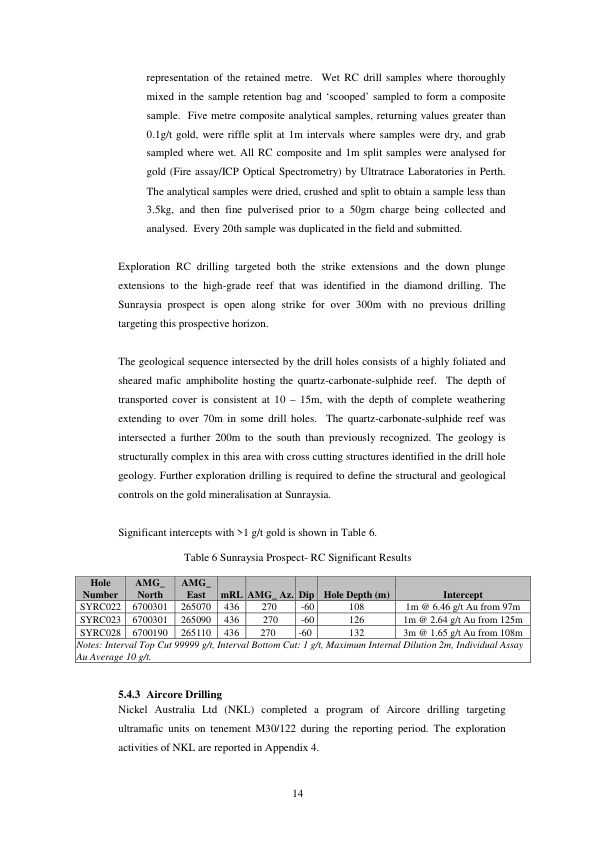 representation of the retained metre.  Wet RC drill samples where thoroughly
mixed in the sample retention bag and ‘scooped’ sampled to form a composite
sample.  Five metre composite analytical samples, returning values greater than
0.1g/t gold, were riffle split at 1m intervals where samples were dry, and grab
sampled where wet. All RC composite and 1m split samples were analysed for
gold (Fire assay/ICP Optical Spectrometry) by Ultratrace Laboratories in Perth.
The analytical samples were dried, crushed and split to obtain a sample less than
3.5kg, and then fine pulverised prior to a 50gm charge being collected and
analysed.  Every 20th sample was duplicated in the field and submitted.
Exploration RC drilling targeted both the strike extensions and the down plunge
extensions to the high-grade reef that was identified in the diamond drilling. The
Sunraysia prospect is open along strike for over 300m with no previous drilling
targeting this prospective horizon.
The geological sequence intersected by the drill holes consists of a highly foliated and
sheared mafic amphibolite hosting the quartz-carbonate-sulphide reef.  The depth of
transported cover is consistent at 10 – 15m, with the depth of complete weathering
extending to over 70m in some drill holes.  The quartz-carbonate-sulphide reef was
intersected a further 200m to the south than previously recognized. The geology is
structurally complex in this area with cross cutting structures identified in the drill hole
geology. Further exploration drilling is required to define the structural and geological
controls on the gold mineralisation at Sunraysia.
Significant intercepts with >1 g/t gold is shown in Table 6.
Table 6 Sunraysia Prospect- RC Significant Results
Hole AMG_ AMG_
Number North East mRL AMG_ Az. Dip Hole Depth (m) Intercept
SYRC022 6700301 265070 436 270 -60 108 1m @ 6.46 g/t Au from 97m
SYRC023 6700301 265090 436 270 -60 126 1m @ 2.64 g/t Au from 125m
SYRC028 6700190 265110 436 270 -60 132 3m @ 1.65 g/t Au from 108m
Notes: Interval Top Cut 99999 g/t, Interval Bottom Cut: 1 g/t, Maximum Internal Dilution 2m, Individual Assay
Au Average 10 g/t.
5.4.3  Aircore Drilling
Nickel Australia Ltd (NKL) completed a program of Aircore drilling targeting
ultramafic units on tenement M30/122 during the reporting period. The exploration
activities of NKL are reported in Appendix 4.
14